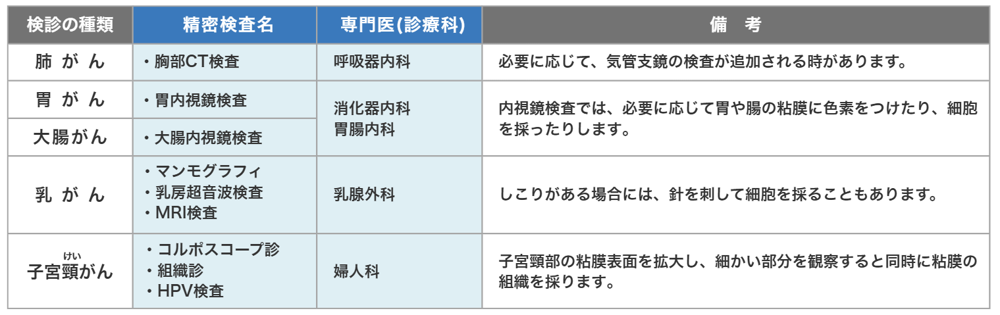 検診の種類 精密検査名 専門医(診療科) 備 考
肺がん ・胸部CT検査 呼吸器内科 必要に応じて、気管支鏡の検査が追加される時があります。
胃がん ・胃内視鏡検査
消化器内科
胃腸内科
内視鏡検査では、必要に応じて胃や腸の粘膜に色素をつけたり、細胞
を採ったりします。
大腸がん ・大腸内視鏡検査
乳がん
・マンモグラフィ
・乳房超音波検査
・MRI検査
乳腺外科
しこりがある場合には、針を刺して細胞を採ることもあります。
けい
子宮頸がん
・コルポスコープ診
・組織診
・HPV検査
婦人科
子宮頸部の粘膜表面を拡大し、細かい部分を観察すると同時に粘膜の
組織を採ります。